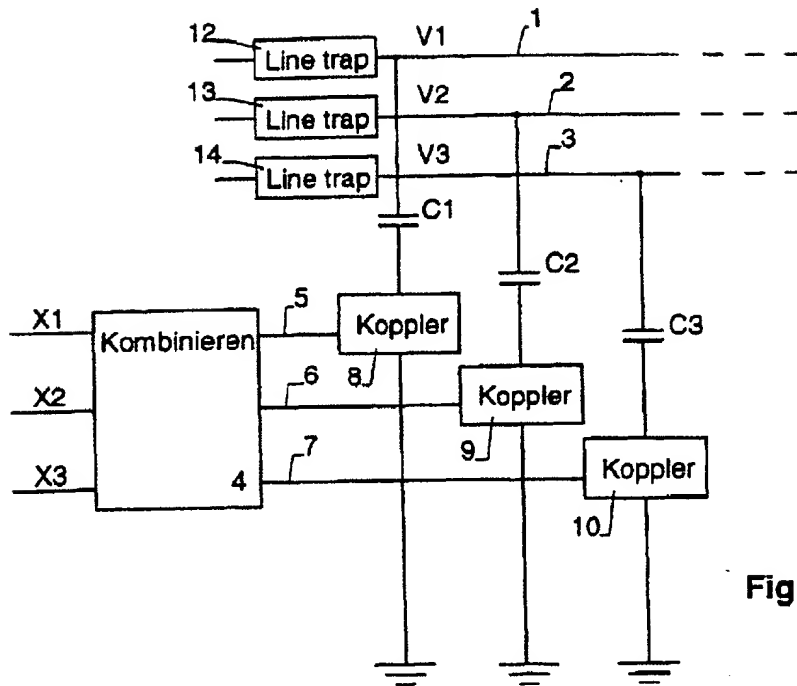 12
Line trap
V1
1
13
Line trap
V2
2
14
Line trap
V3
3
C1
C2
C3
X1
X2
X3
Kombinieren
4
5
6
7
Koppler
8
Koppler
9
Koppler
10
Fig